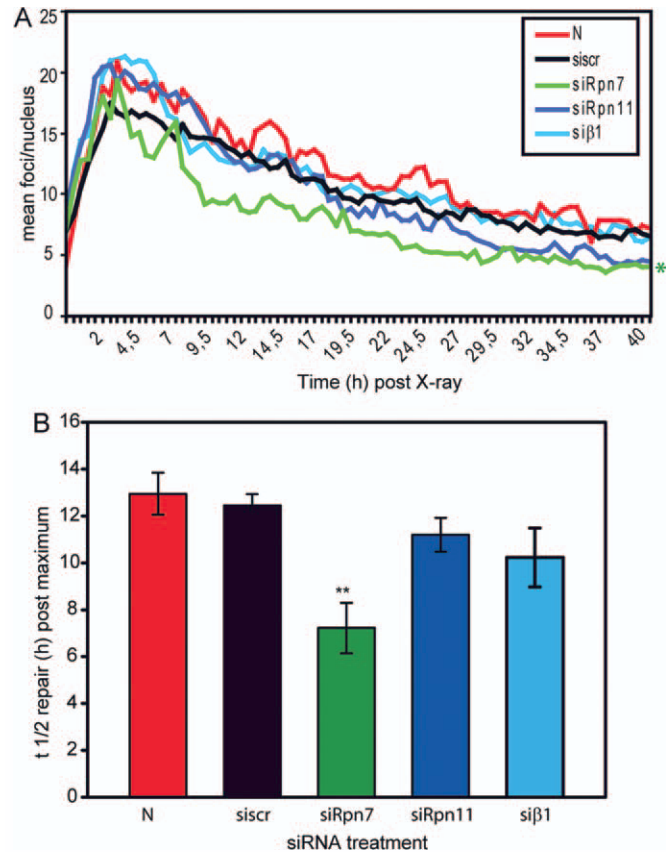 A
mean foci/nucleus
25
20
15
10
5
0
N
siscr
siRpn7
siRpn11
siβ1
*
2 4,5 7 9,5 12 14,5 17 19,5 22 24,5 27 29,5 32 34,5 37 40
Time (h) post X-ray
B
t 1/2 repair (h) post maximum
16
14
12
10
8
6
4
2
0
**
N siscr siRpn7 siRpn11 siβ1
siRNA treatment